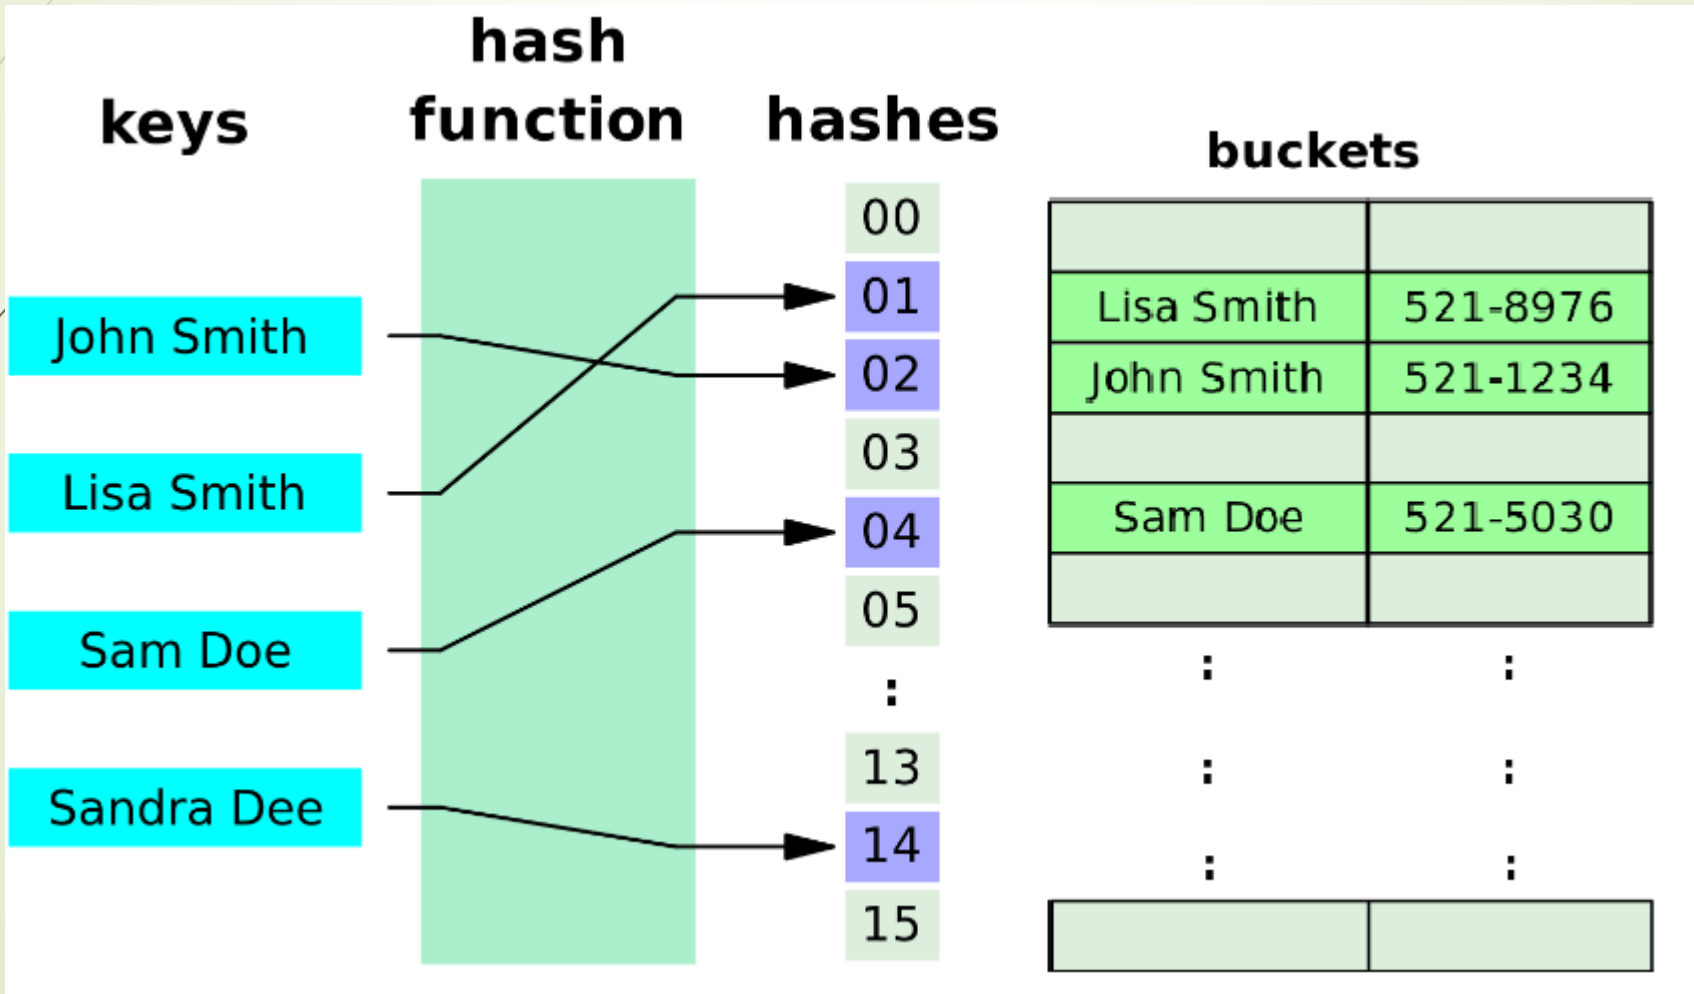 keys
hash
function
hashes
buckets
John Smith
Lisa Smith
Sam Doe
Sandra Dee
00
01
02
03
04
05
:
13
14
15
Lisa Smith 521-8976
John Smith 521-1234
Sam Doe 521-5030
: :
: :
: :